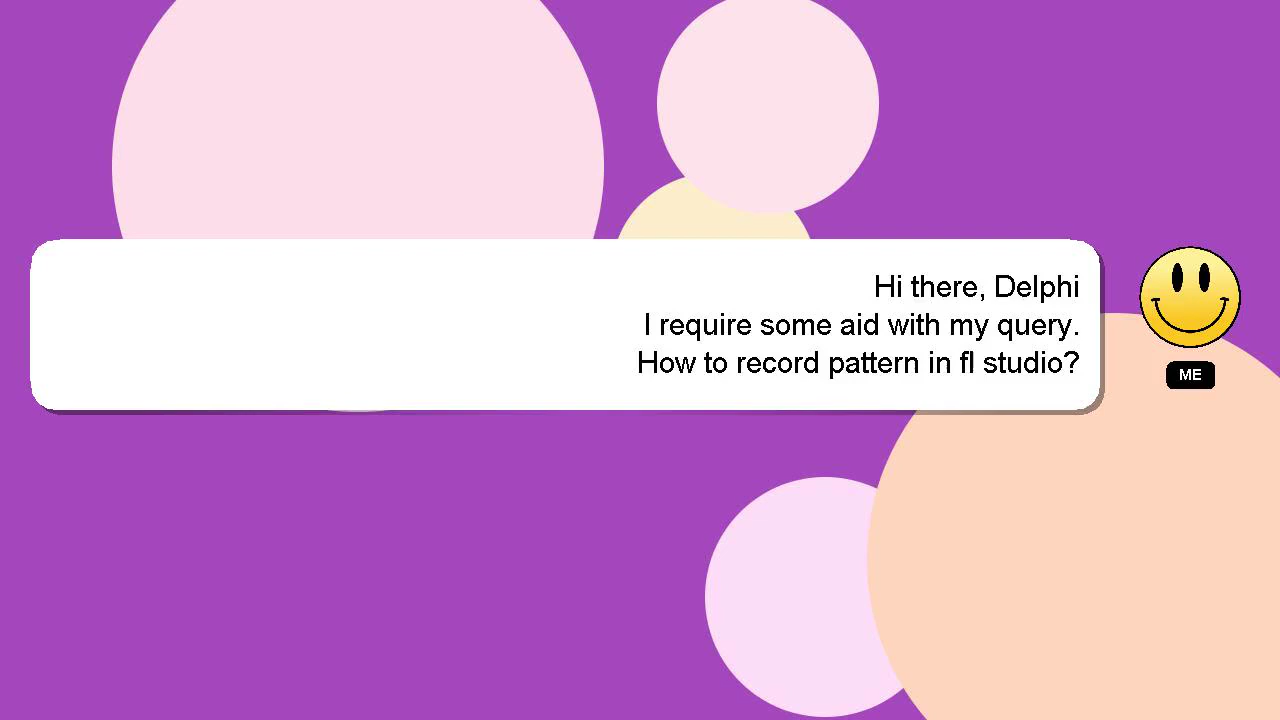 Hi there, Delphi
I require some aid with my query.
How to record pattern in fl studio?
ME